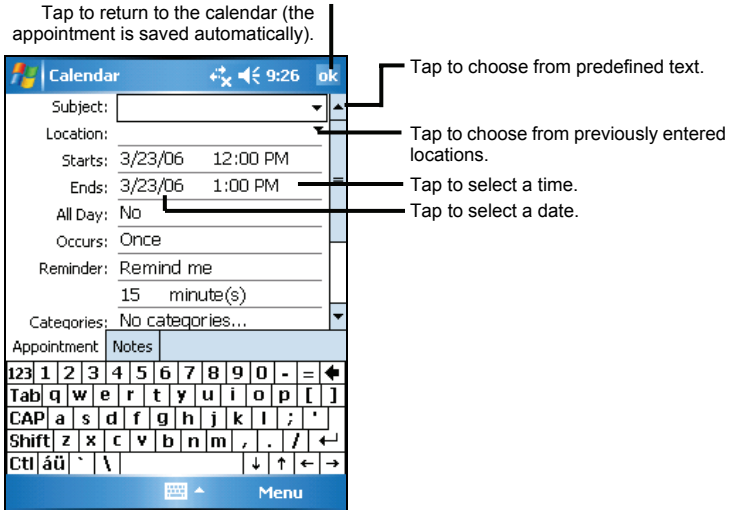 Tap to return to the calendar (the
appointment is saved automatically).
Calendar 9:26 ok
Subject:
Location:
Starts: 3/23/06 12:00 PM
Ends: 3/23/06 1:00 PM
All Day: No
Occurs: Once
Reminder: Remind me
15 minute(s)
Categories: No categories...
Appointment Notes
123 1 2 3 4 5 6 7 8 9 0 - =
Tab q w e r t y u i o p [ ]
CAP a s d f g h j k l ; '
Shift z x c v b n m , . /
Ctl áü ` \ ↓ ↑ ← →
Menu
Tap to choose from predefined text.
Tap to choose from previously entered
locations.
Tap to select a time.
Tap to select a date.